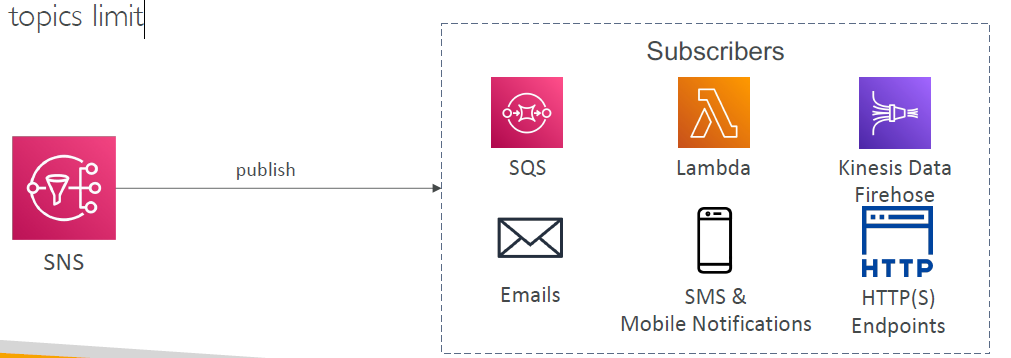 topics limit
Subscribers
SQS
Lambda
Kinesis Data
Firehose
publish
SNS
HTTP
Emails
SMS &
Mobile Notifications
HTTP(S)
Endpoints